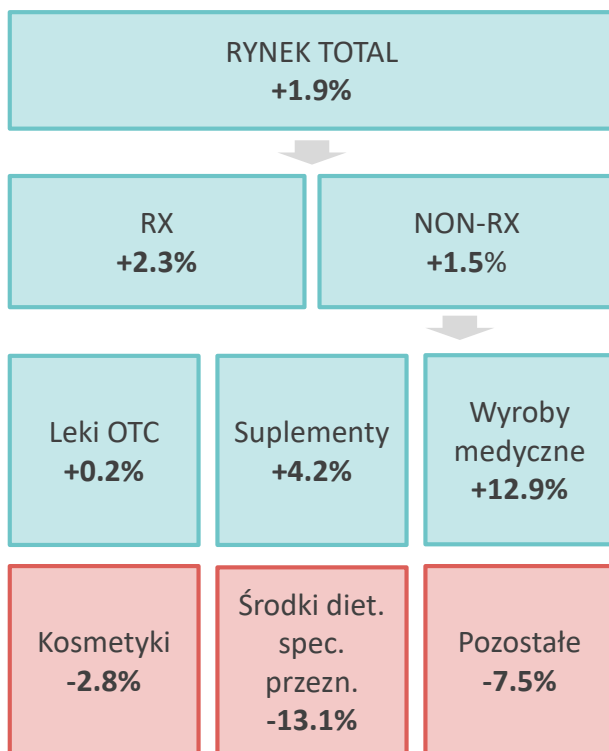 RYNEK TOTAL
+1.9%
RX
+2.3%
NON-RX
+1.5%
Leki OTC
+0.2%
Suplementy
+4.2%
Wyroby
medyczne
+12.9%
Kosmetyki
-2.8%
Środki diet.
spec.
przezn.
-13.1%
Pozostałe
-7.5%